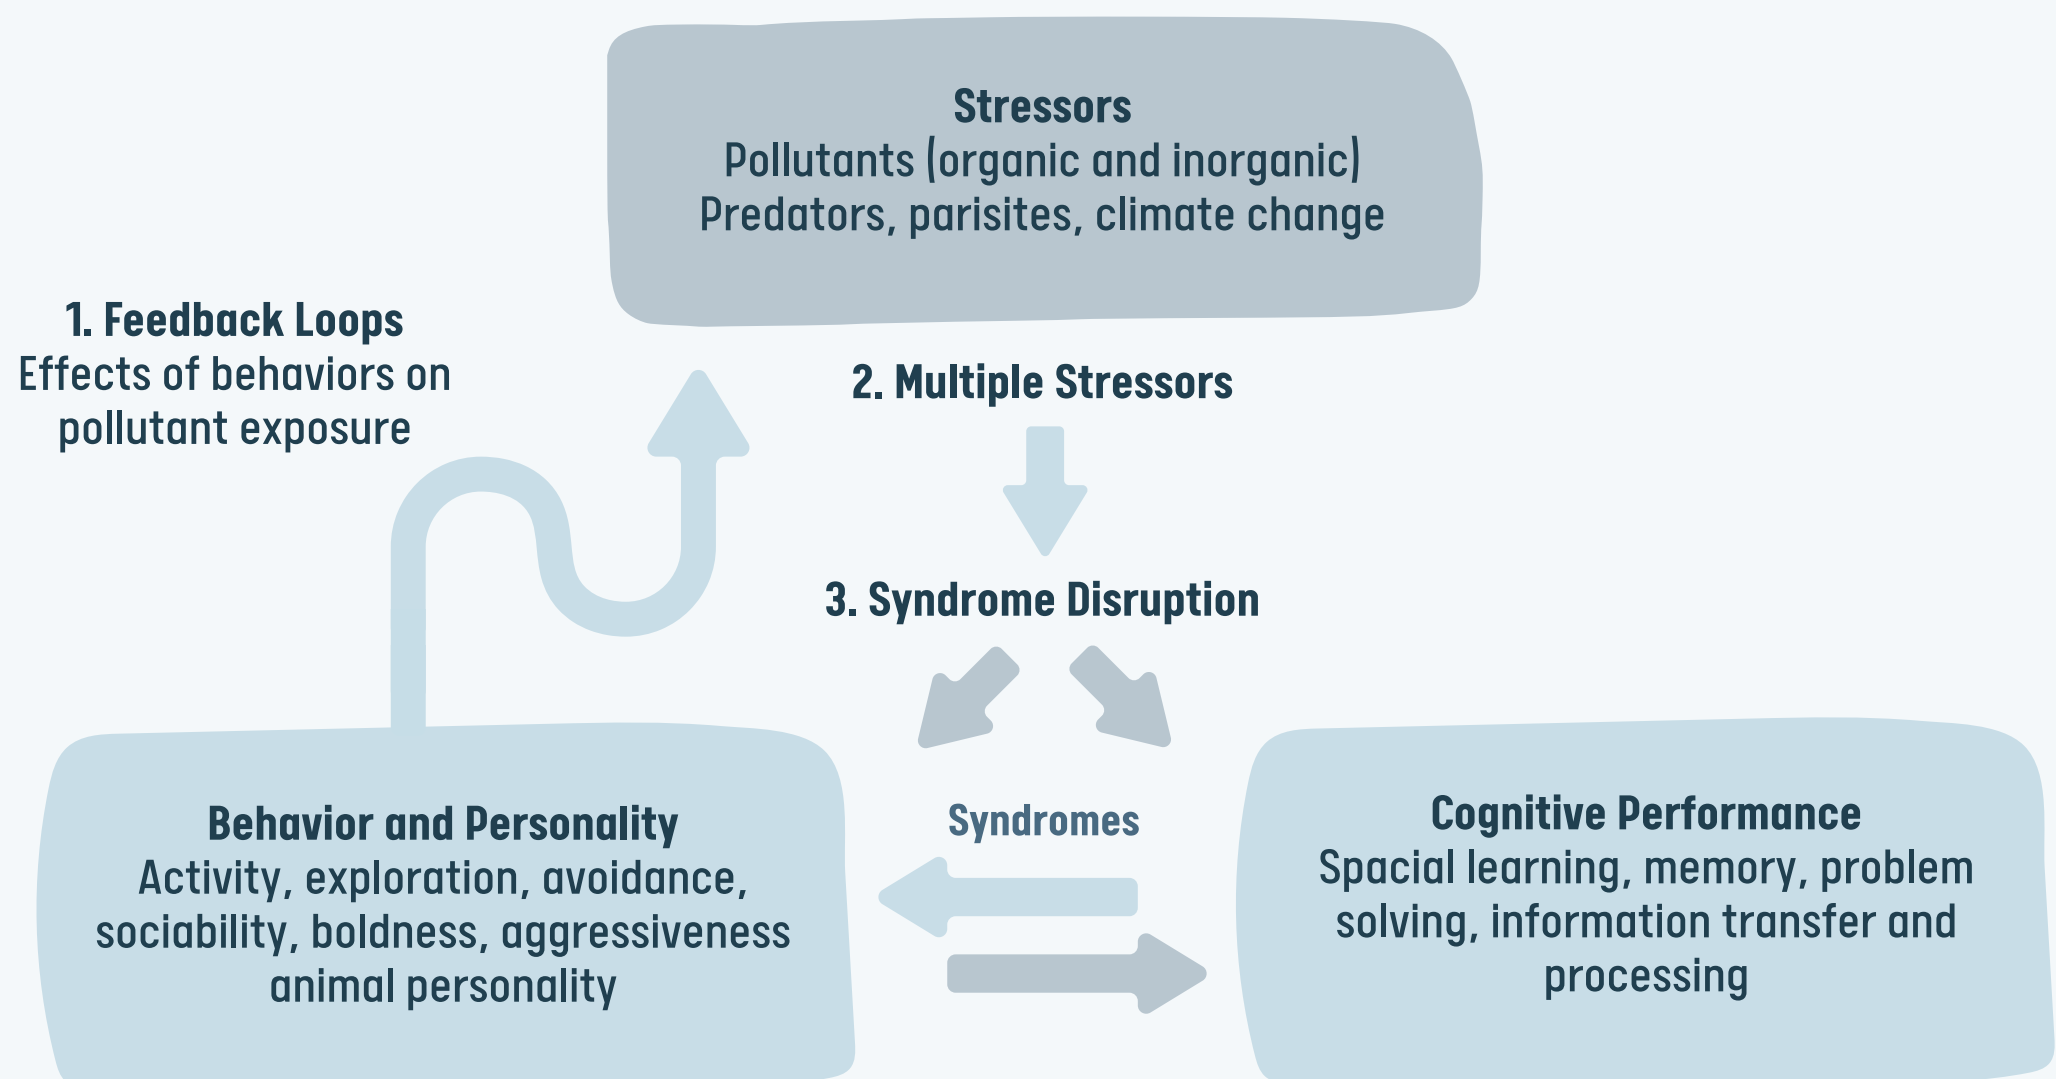 Stressors
Pollutants (organic and inorganic)
Predators, parisites, climate change
1. Feedback Loops
Effects of behaviors on
pollutant exposure
2. Multiple Stressors
3. Syndrome Disruption
Behavior and Personality
Activity, exploration, avoidance,
sociability, boldness, aggressiveness
animal personality
Syndromes
Cognitive Performance
Spacial learning, memory, problem
solving, information transfer and
processing